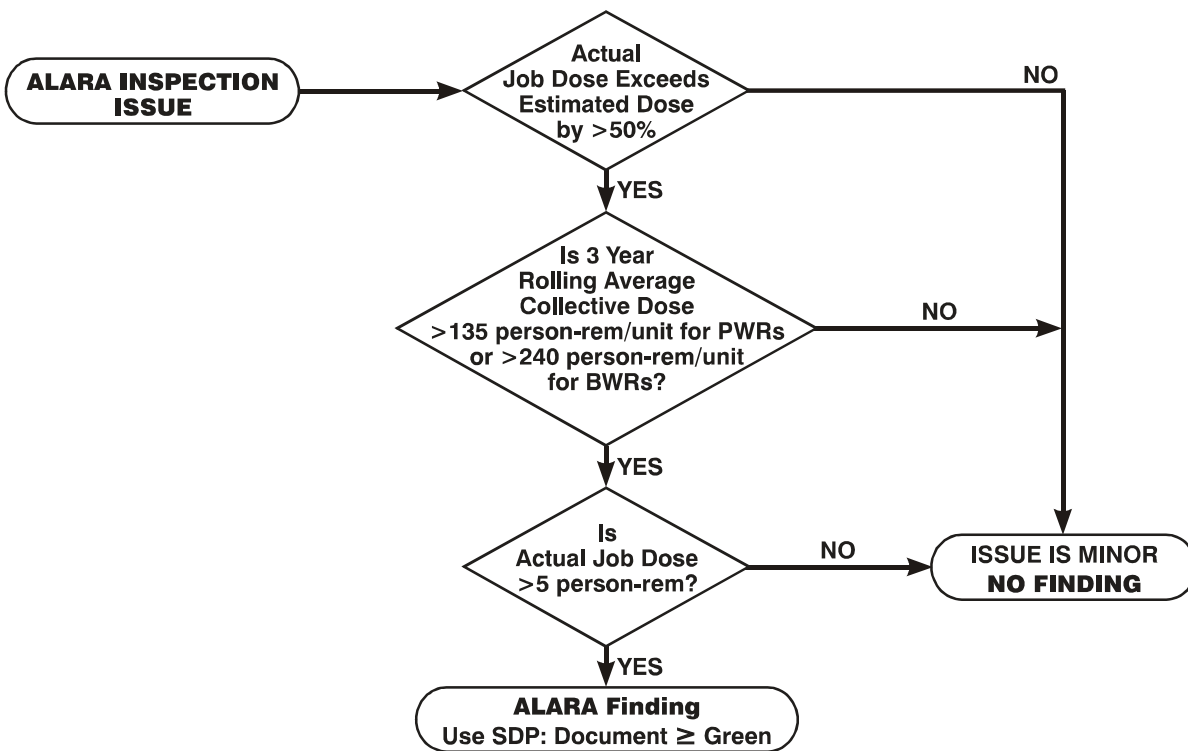 ALARA INSPECTION
ISSUE
Actual
Job Dose Exceeds
Estimated Dose
by >50%
NO
YES
Is 3 Year
Rolling Average
Collective Dose
>135 person-rem/unit for PWRs
or >240 person-rem/unit
for BWRs?
NO
YES
Is
Actual Job Dose
>5 person-rem?
NO
ISSUE IS MINOR
NO FINDING
YES
ALARA Finding
Use SDP: Document ≥ Green